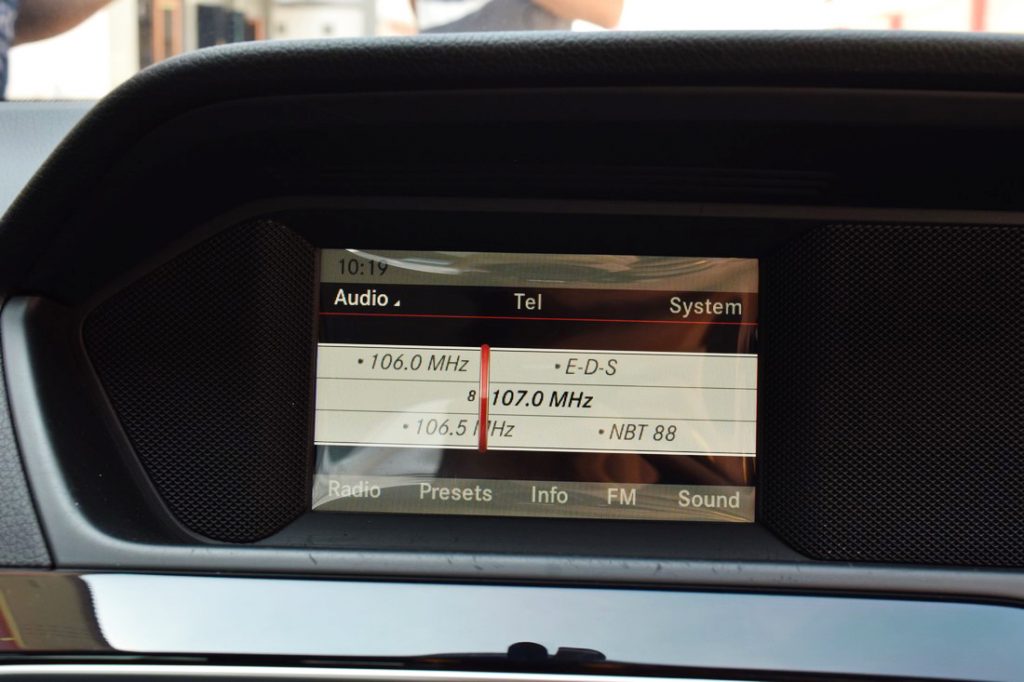 10:19
Audio Tel System
• 106.0 MHz • E-D-S
8 107.0 MHz
• 106.5 MHz • NBT 88
Radio Presets Info FM Sound